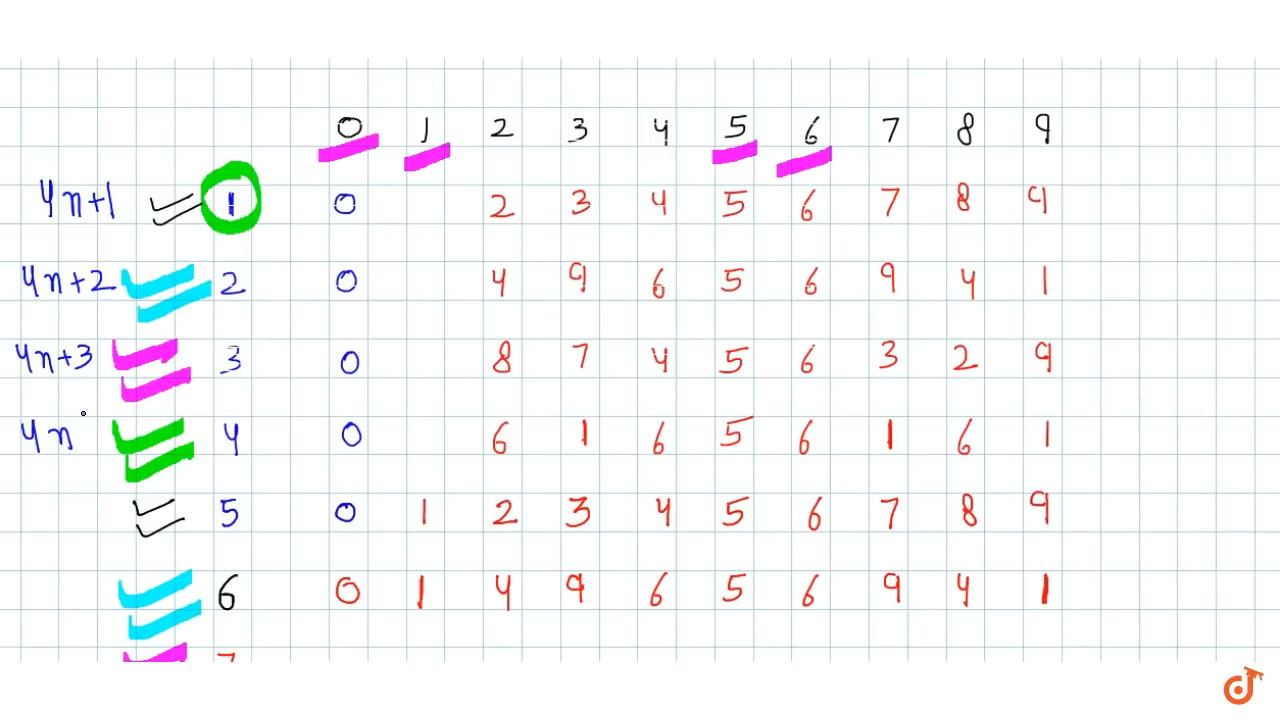 0 1 2 3 4 5 6 7 8 9
4n+1 1 0 2 3 4 5 6 7 8 9
4n+2 2 0 4 9 6 5 6 9 4 1
4n+3 3 0 8 7 4 5 6 3 2 9
4n 4 0 6 1 6 5 6 1 6 1
5 0 1 2 3 4 5 6 7 8 9
6 0 1 4 9 6 5 6 9 4 1